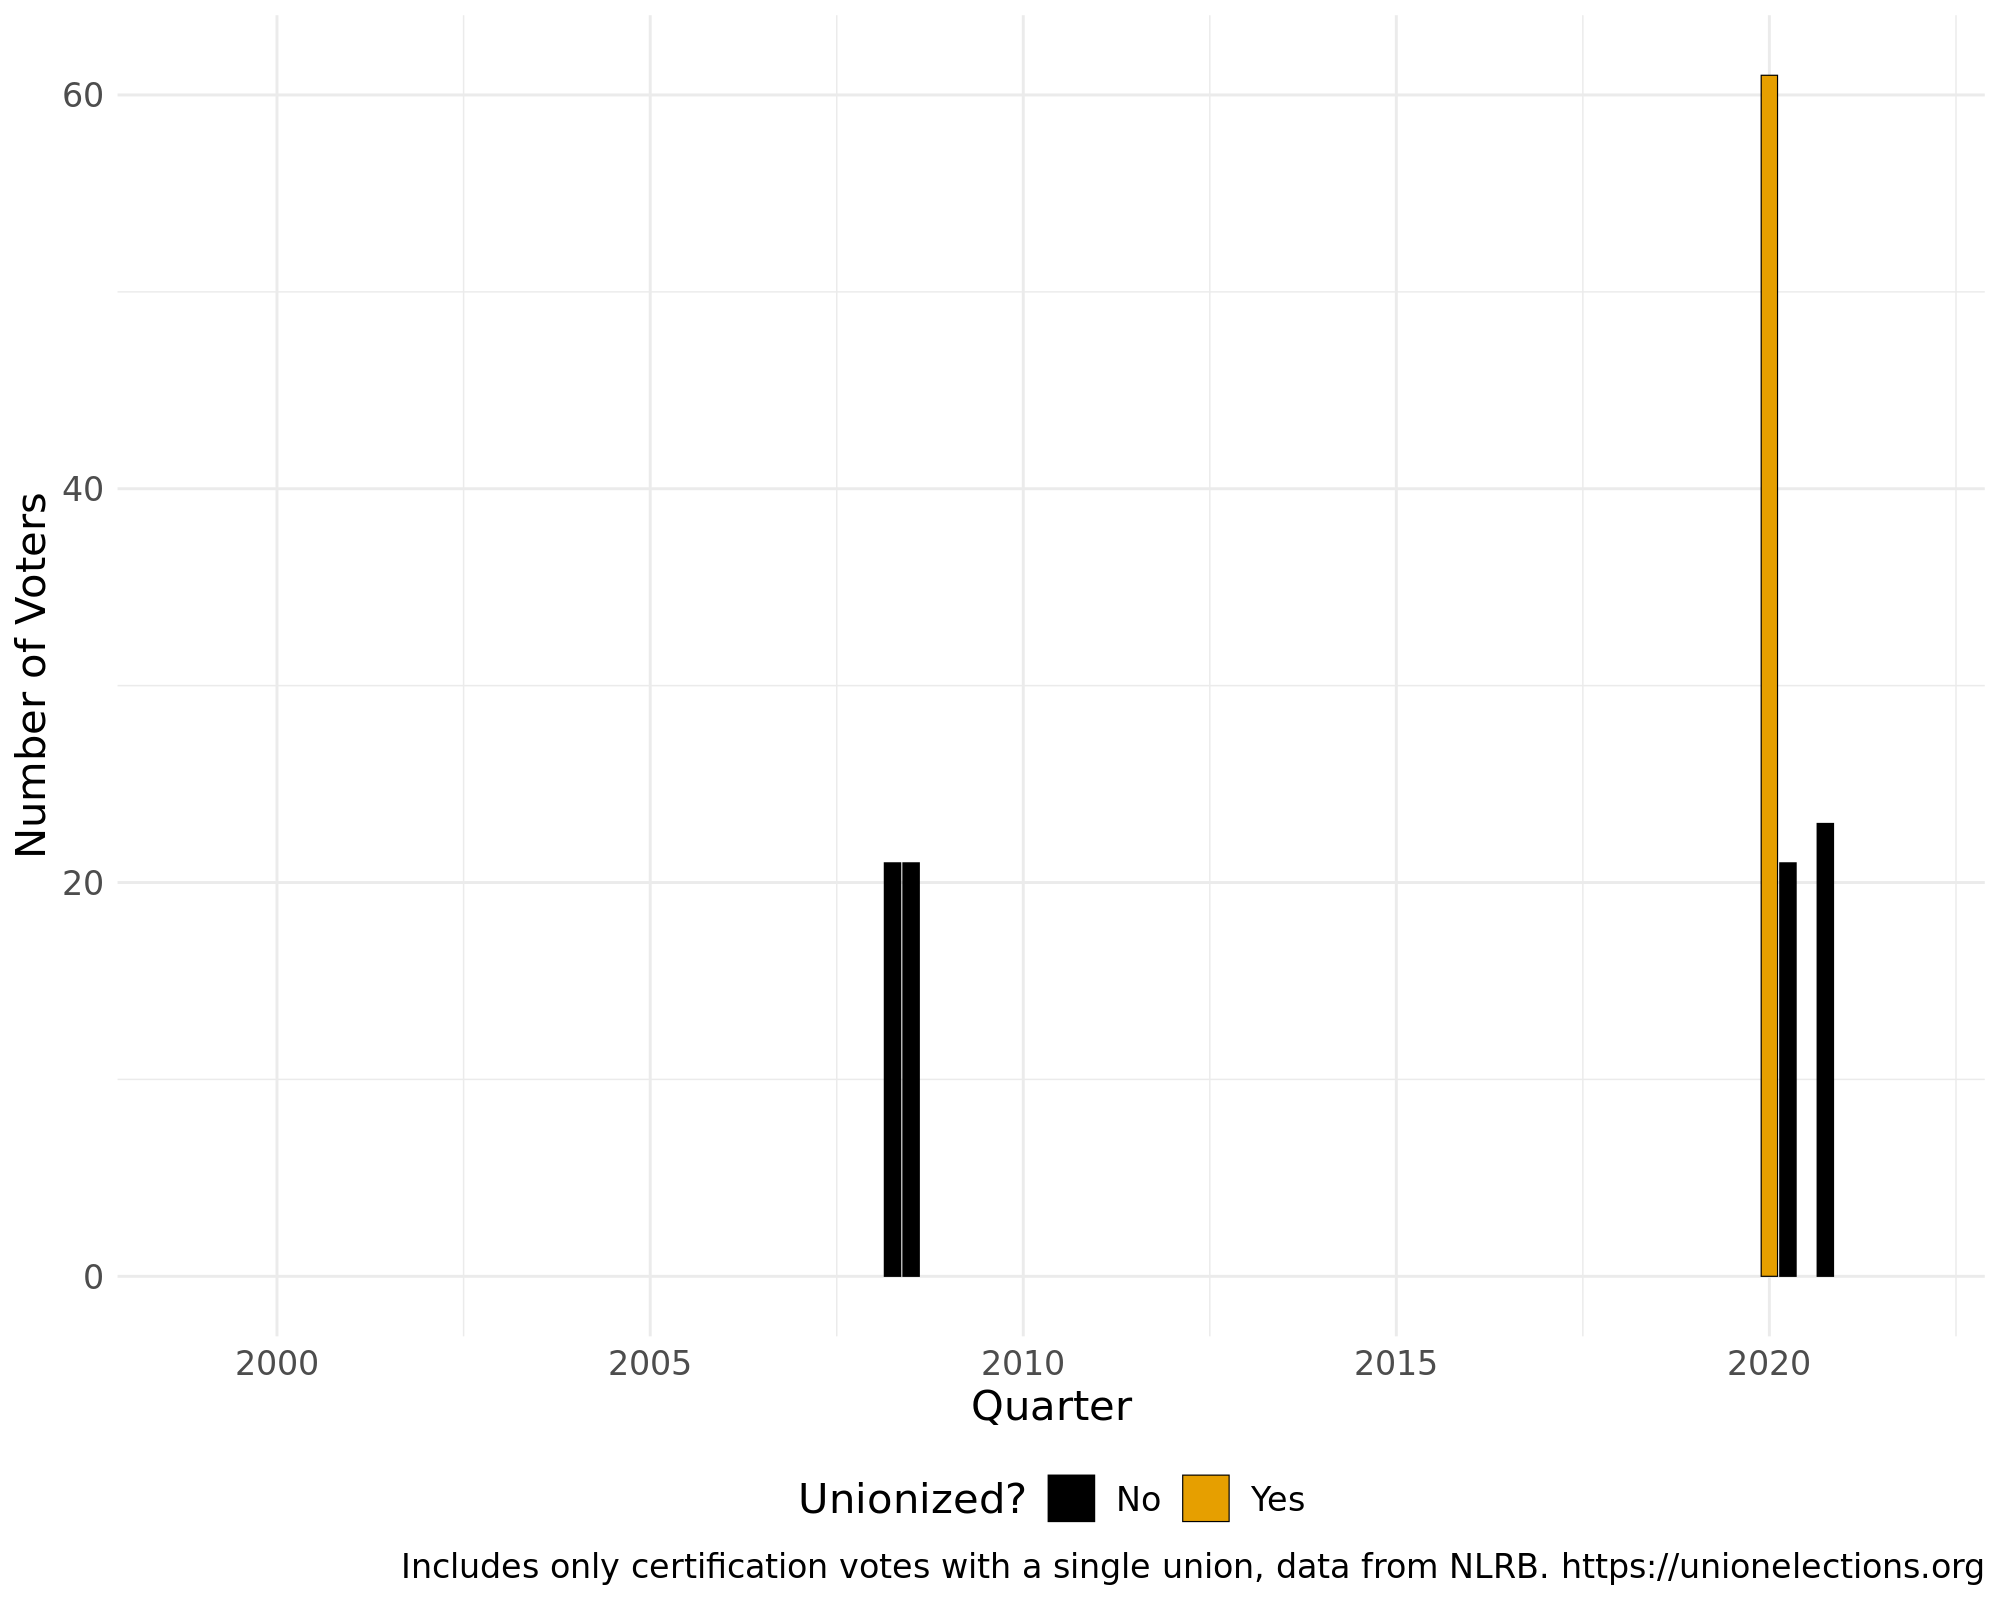 60
40
20
0
Number of Voters
2000 2005 2010 2015 2020
Quarter
Unionized? No Yes
Includes only certification votes with a single union, data from NLRB. https://unionelections.org